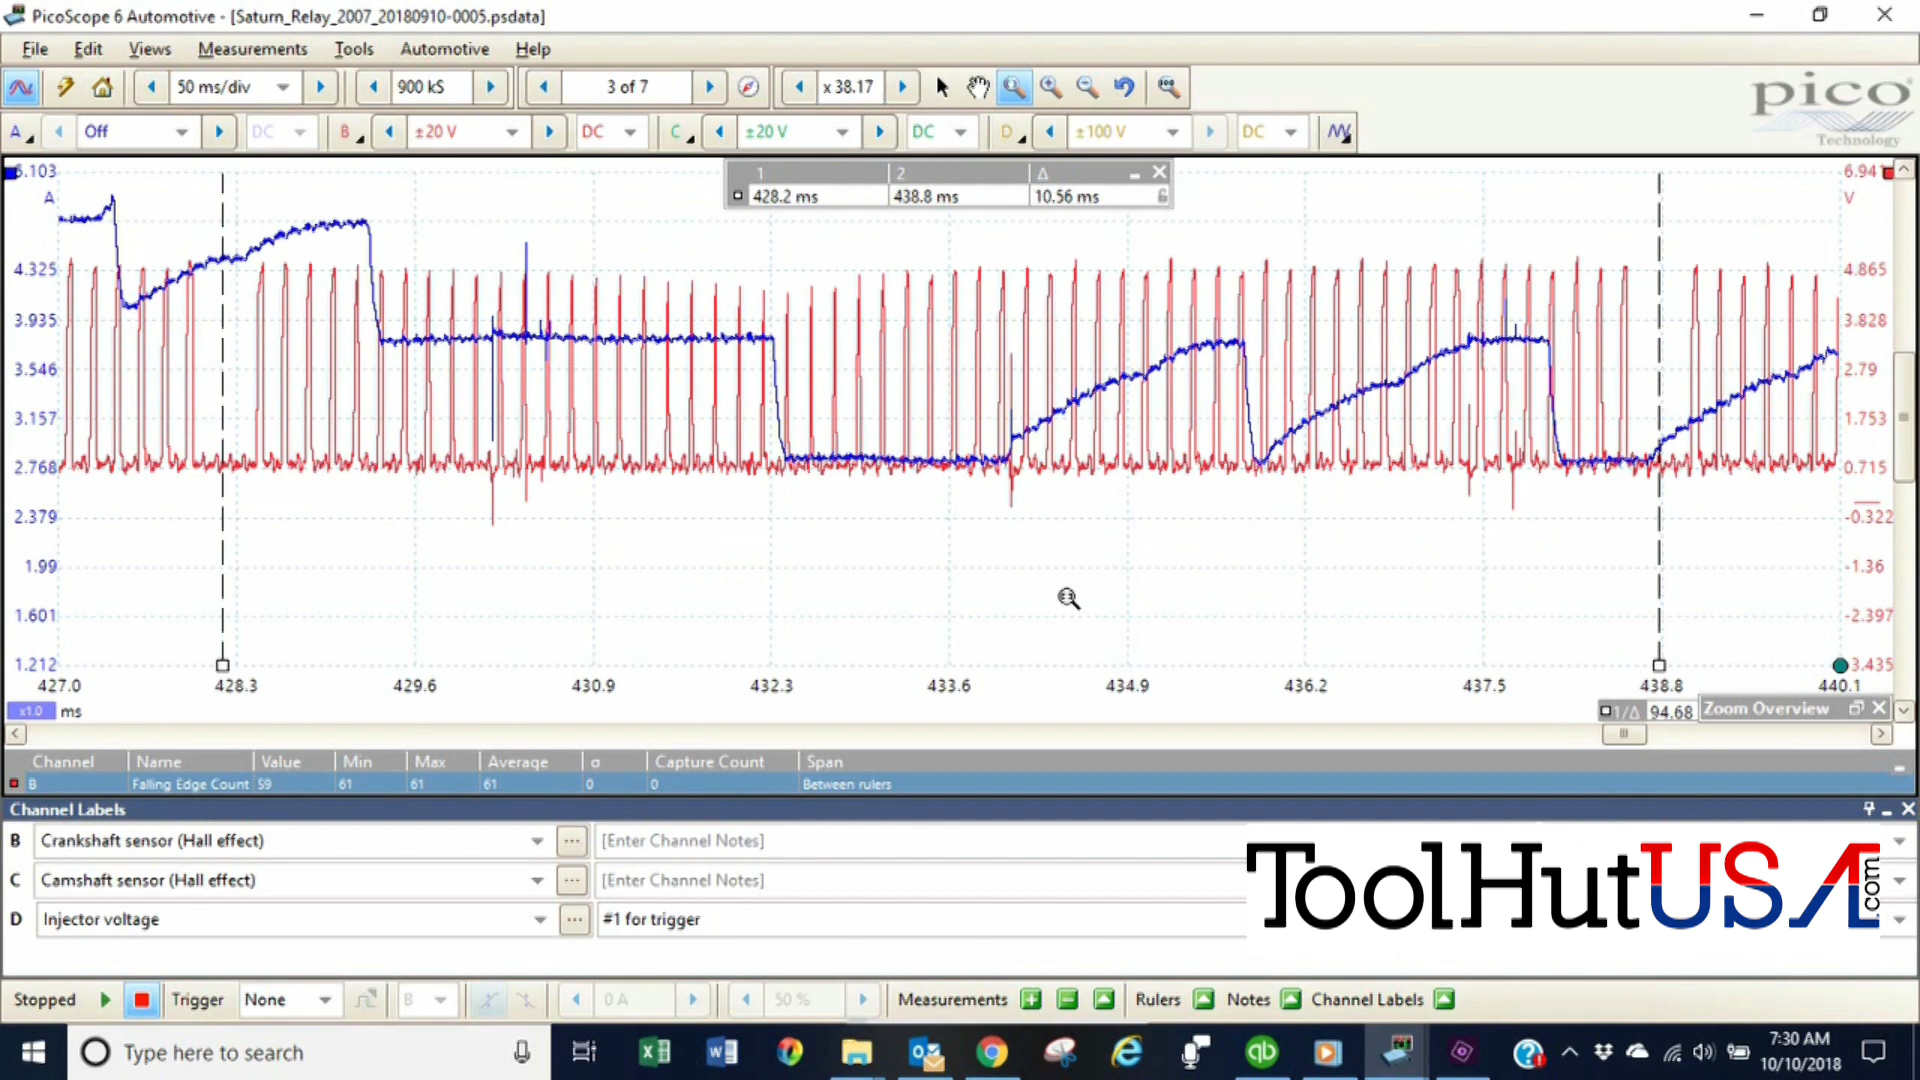 PicoScope 6 Automotive - [Saturn_Relay_2007_20180910-0005.psdata]
File Edit Views Measurements Tools Automotive Help
50 ms/div 900 kS 3 of 7 x 38.17
pico
Technology
A Off DC B ±20 V DC C ±20 V DC D ±100 V DC
1 2 Δ
428.2 ms 438.8 ms 10.56 ms
5.103 6.941
A V
4.325 4.865
3.935 3.828
3.546 2.79
3.157 1.753
2.768 0.715
2.379 -0.322
1.99 -1.36
1.601 -2.397
1.212 3.435
427.0 428.3 429.6 430.9 432.3 433.6 434.9 436.2 437.5 438.8 440.1
x1.0 ms 1/Δ 94.68 Zoom Overview
Channel Name Value Min Max Average σ Capture Count Span
B Falling Edge Count 59 61 61 61 0 0 Between rulers
Channel Labels
B Crankshaft sensor (Hall effect) ... [Enter Channel Notes]
C Camshaft sensor (Hall effect) ... [Enter Channel Notes]
D Injector voltage ... #1 for trigger
ToolHutUSA.com
Stopped Trigger None B 0 A 50 % Measurements Rulers Notes Channel Labels
Type here to search
7:30 AM
10/10/2018